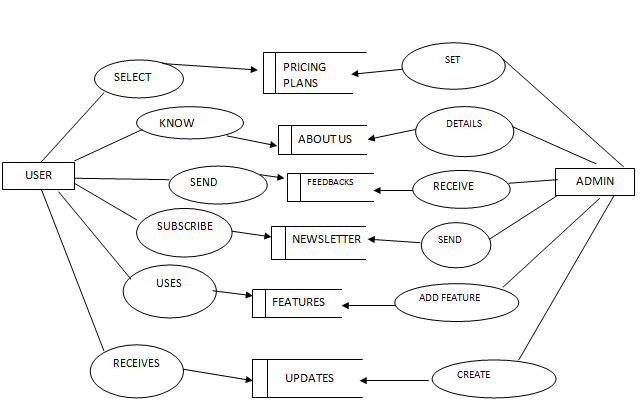 SET
PRICING
PLANS
SELECT
KNOW
DETAILS
ABOUT US
USER
SEND
FEEDBACKS
RECEIVE
ADMIN
SUBSCRIBE
NEWSLETTER
SEND
USES
FEATURES
ADD FEATURE
RECEIVES
UPDATES
CREATE